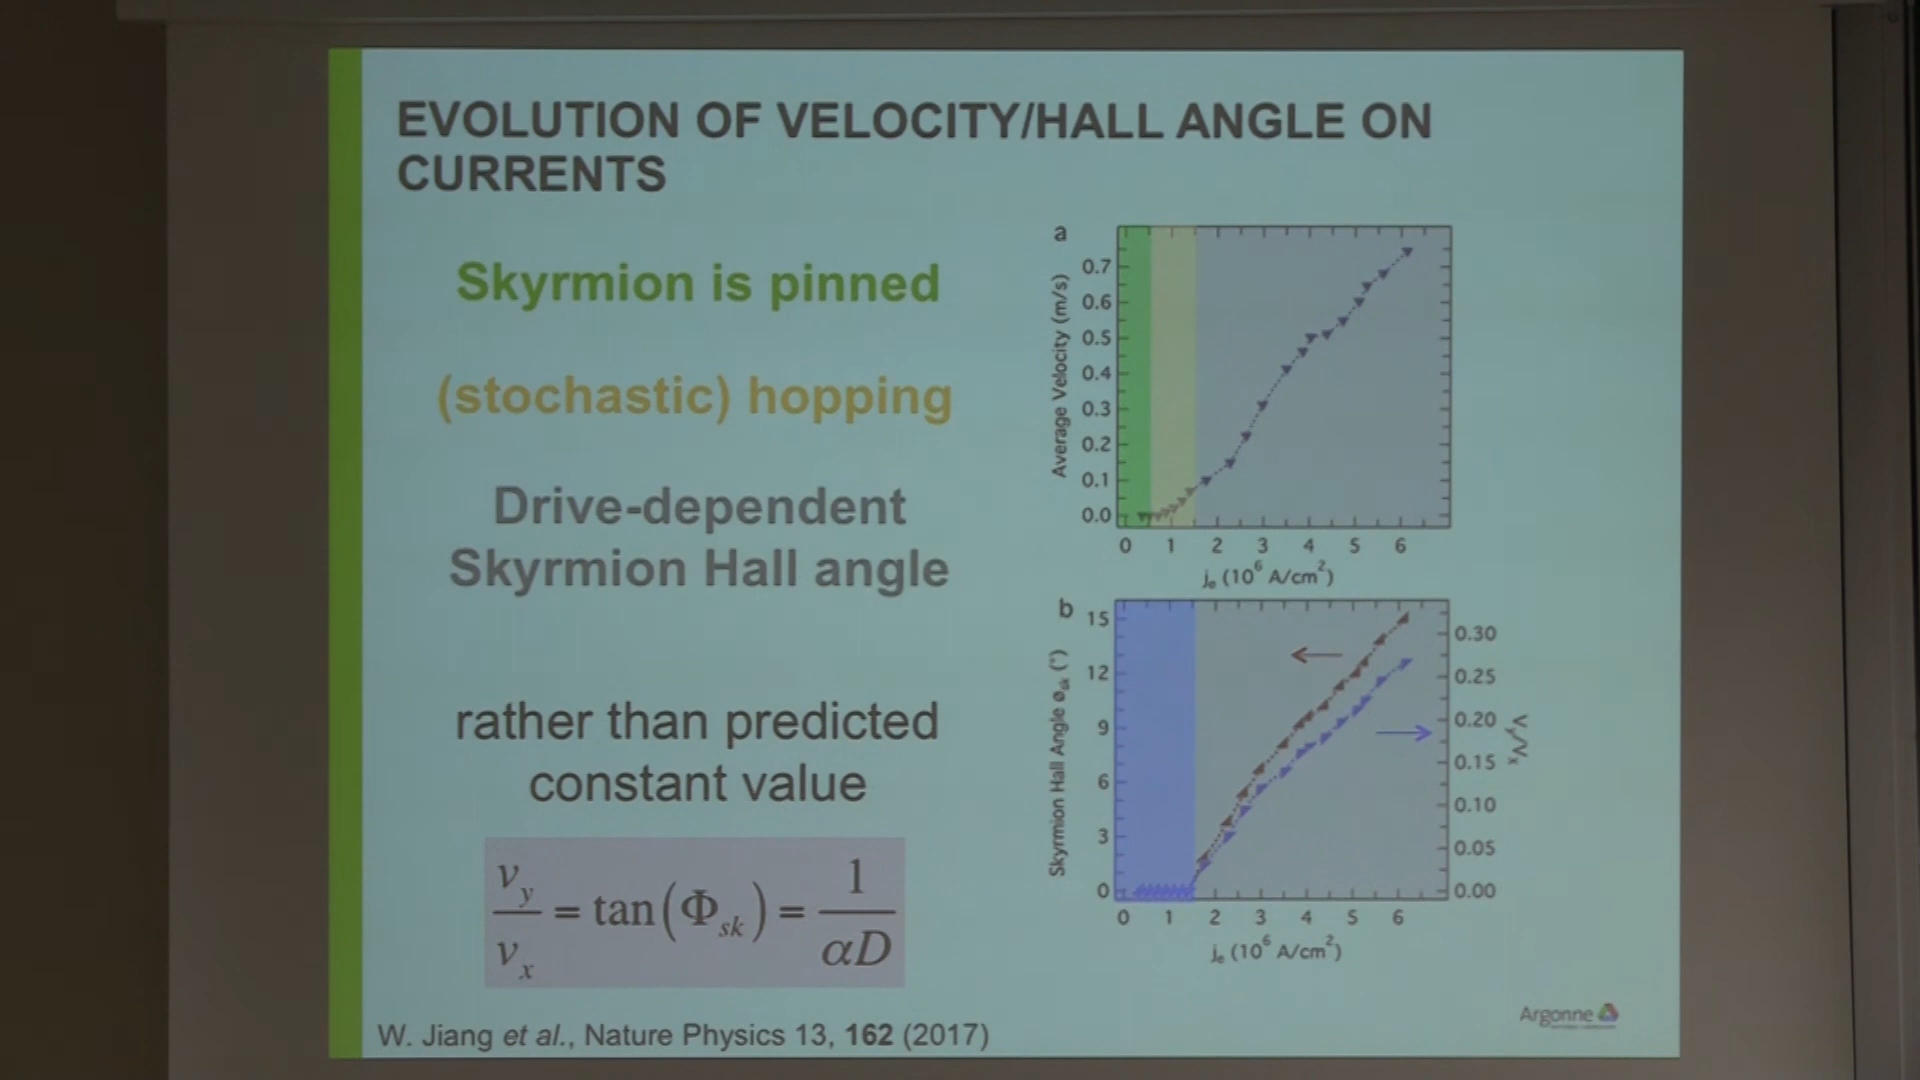 EVOLUTION OF VELOCITY/HALL ANGLE ON
CURRENTS
Skyrmion is pinned
(stochastic) hopping
Drive-dependent
Skyrmion Hall angle
rather than predicted
constant value
v_y/v_x = tan(Φ_sk) = 1/αD
W. Jiang et al., Nature Physics 13, 162 (2017)
a
Average Velocity (m/s)
0.7
0.6
0.5
0.4
0.3
0.2
0.1
0.0
0 1 2 3 4 5 6
j_e (10^6 A/cm^2)
b
Skyrmion Hall Angle ø_sk (°)
15
12
9
6
3
0
0.30
0.25
0.20
0.15
0.10
0.05
0.00
V_y/V_x
0 1 2 3 4 5 6
j_e (10^6 A/cm^2)
Argonne